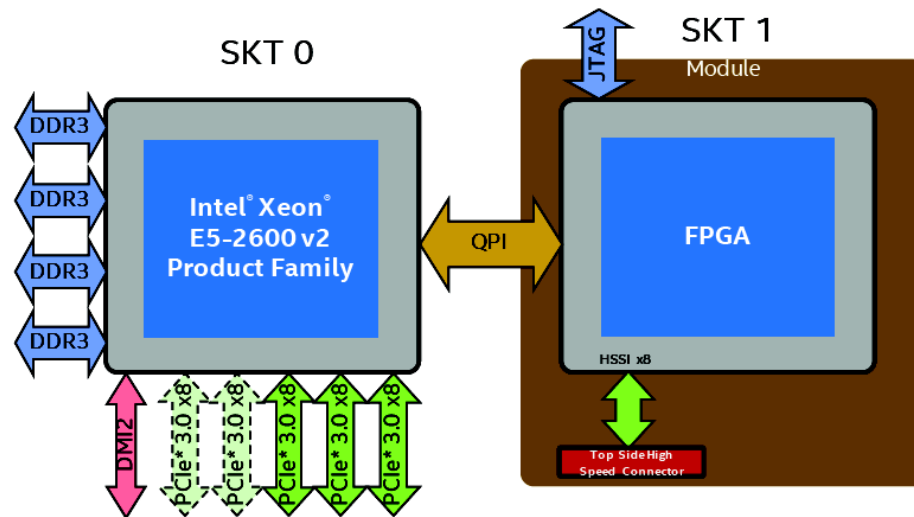 SKT 0
SKT 1
Module
JTAG
DDR3
DDR3
DDR3
DDR3
Intel® Xeon®
E5-2600 v2
Product Family
QPI
FPGA
HSSI x8
DMI2
PCIe* 3.0 x8
PCIe* 3.0 x8
PCIe* 3.0 x8
PCIe* 3.0 x8
PCIe* 3.0 x8
Top Side High
Speed Connector